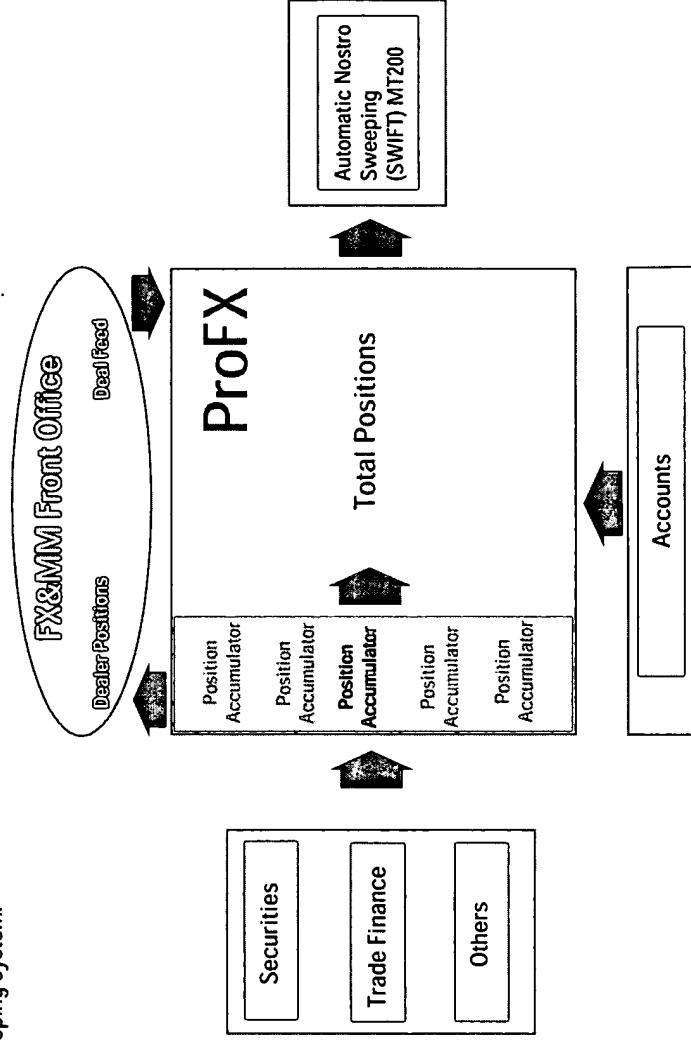 system.
FX&MM Front Office
Dealer Positions
Deal Feed
Securities
Trade Finance
Others
Position
Accumulator
Position
Accumulator
Position
Accumulator
Position
Accumulator
Position
Accumulator
ProFX
Total Positions
Automatic Nostro
Sweeping
(SWIFT) MT200
Accounts